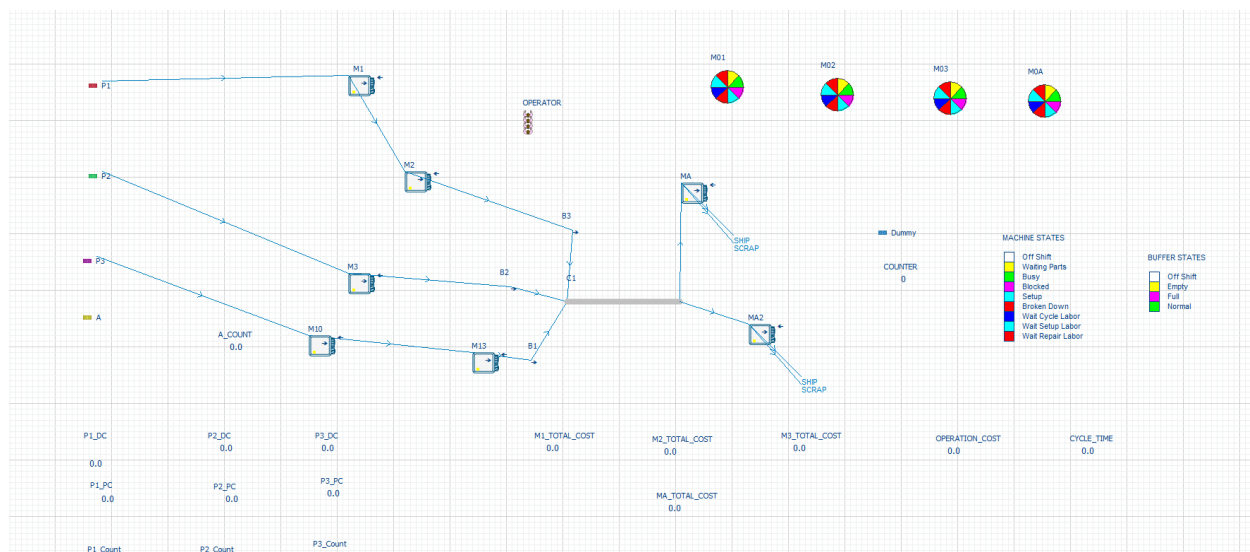 M1
M01
M02
M03
M0A
P1
OPERATOR
M2
P2
MA
B3
Dummy
SHIP
SCRAP
MACHINE STATES
Off Shift
Waiting Parts
Busy
Blocked
Setup
Broken Down
Wait Cycle Labor
Wait Setup Labor
Wait Repair Labor
BUFFER STATES
Off Shift
Empty
Full
Normal
P3
M3
B2
C1
COUNTER
0
A
A_COUNT
0.0
M10
M13
B1
MA2
SHIP
SCRAP
P1_DC
0.0
P2_DC
0.0
P3_DC
0.0
M1_TOTAL_COST
0.0
M2_TOTAL_COST
0.0
M3_TOTAL_COST
0.0
OPERATION_COST
0.0
CYCLE_TIME
0.0
P1_PC
0.0
P2_PC
0.0
P3_PC
0.0
MA_TOTAL_COST
0.0
P1_Count
P2_Count
P3_Count